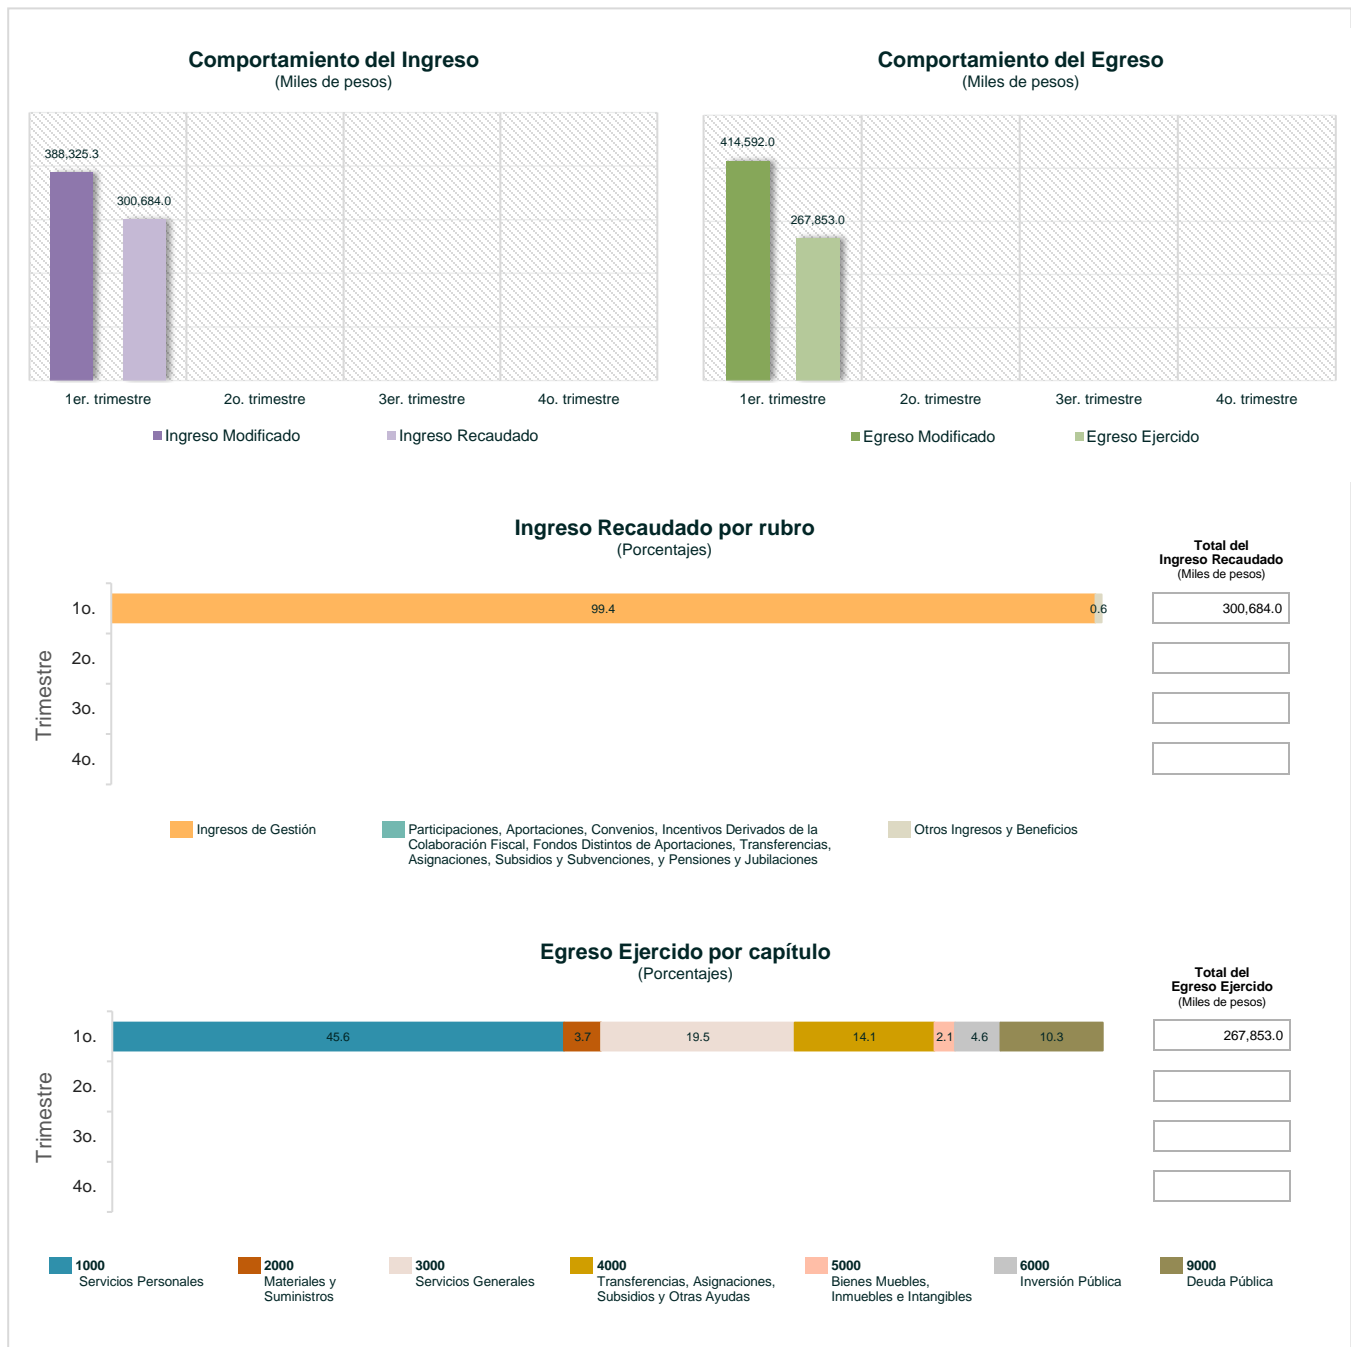 Comportamiento del Ingreso
(Miles de pesos)
388,325.3
300,684.0
1er. trimestre
2o. trimestre
3er. trimestre
4o. trimestre
Ingreso Modificado
Ingreso Recaudado
Comportamiento del Egreso
(Miles de pesos)
414,592.0
267,853.0
1er. trimestre
2o. trimestre
3er. trimestre
4o. trimestre
Egreso Modificado
Egreso Ejercido
Ingreso Recaudado por rubro
(Porcentajes)
Total del
Ingreso Recaudado
(Miles de pesos)
Trimestre
1o.
99.4
0.6
300,684.0
2o.
3o.
4o.
Ingresos de Gestión
Participaciones, Aportaciones, Convenios, Incentivos Derivados de la
Colaboración Fiscal, Fondos Distintos de Aportaciones, Transferencias,
Asignaciones, Subsidios y Subvenciones, y Pensiones y Jubilaciones
Otros Ingresos y Beneficios
Egreso Ejercido por capítulo
(Porcentajes)
Total del
Egreso Ejercido
(Miles de pesos)
Trimestre
1o.
45.6
3.7
19.5
14.1
2.1
4.6
10.3
267,853.0
2o.
3o.
4o.
1000
Servicios Personales
2000
Materiales y
Suministros
3000
Servicios Generales
4000
Transferencias, Asignaciones,
Subsidios y Otras Ayudas
5000
Bienes Muebles,
Inmuebles e Intangibles
6000
Inversión Pública
9000
Deuda Pública